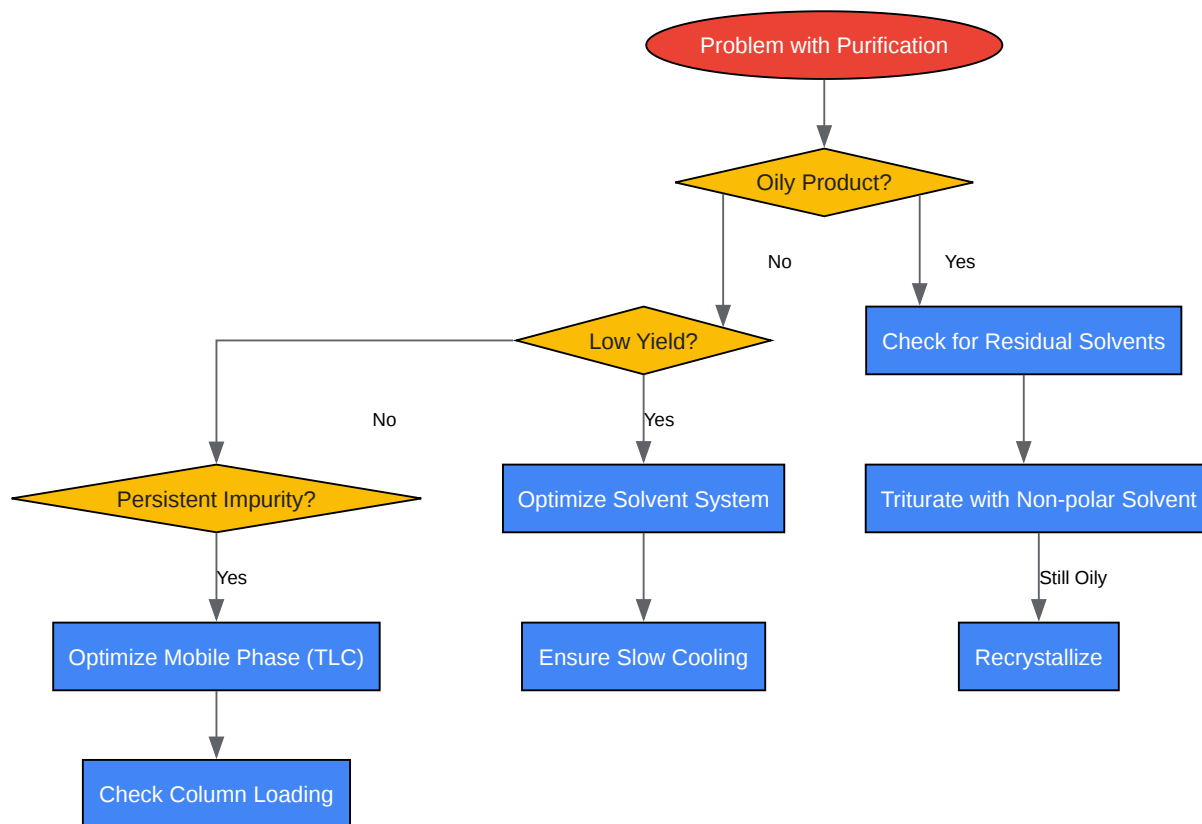 Problem with Purification
Oily Product?
No
Yes
Low Yield?
Check for Residual Solvents
No
Yes
Persistent Impurity?
Optimize Solvent System
Triturate with Non-polar Solvent
Yes
Still Oily
Optimize Mobile Phase (TLC)
Ensure Slow Cooling
Recrystallize
Check Column Loading